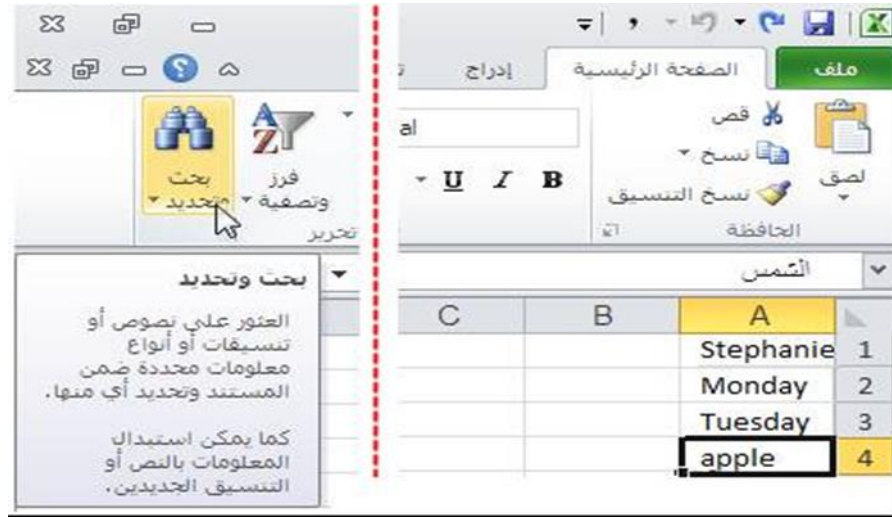 ملف
الصفحة الرئيسية
إدراج
قص
نسخ
نسخ التنسيق
لصق
الحافظة
al
B I U
الشمس
A B C
1 Stephanie
2 Monday
3 Tuesday
4 apple
فرز
وتصفية
بحث
وتحديد
تحرير
بحث وتحديد
العثور على نصوص أو
تنسيقات أو أنواع
معلومات محددة ضمن
المستند وتحديد أي منها.
كما يمكن استبدال
المعلومات بالنص أو
التنسيق الجديدين.